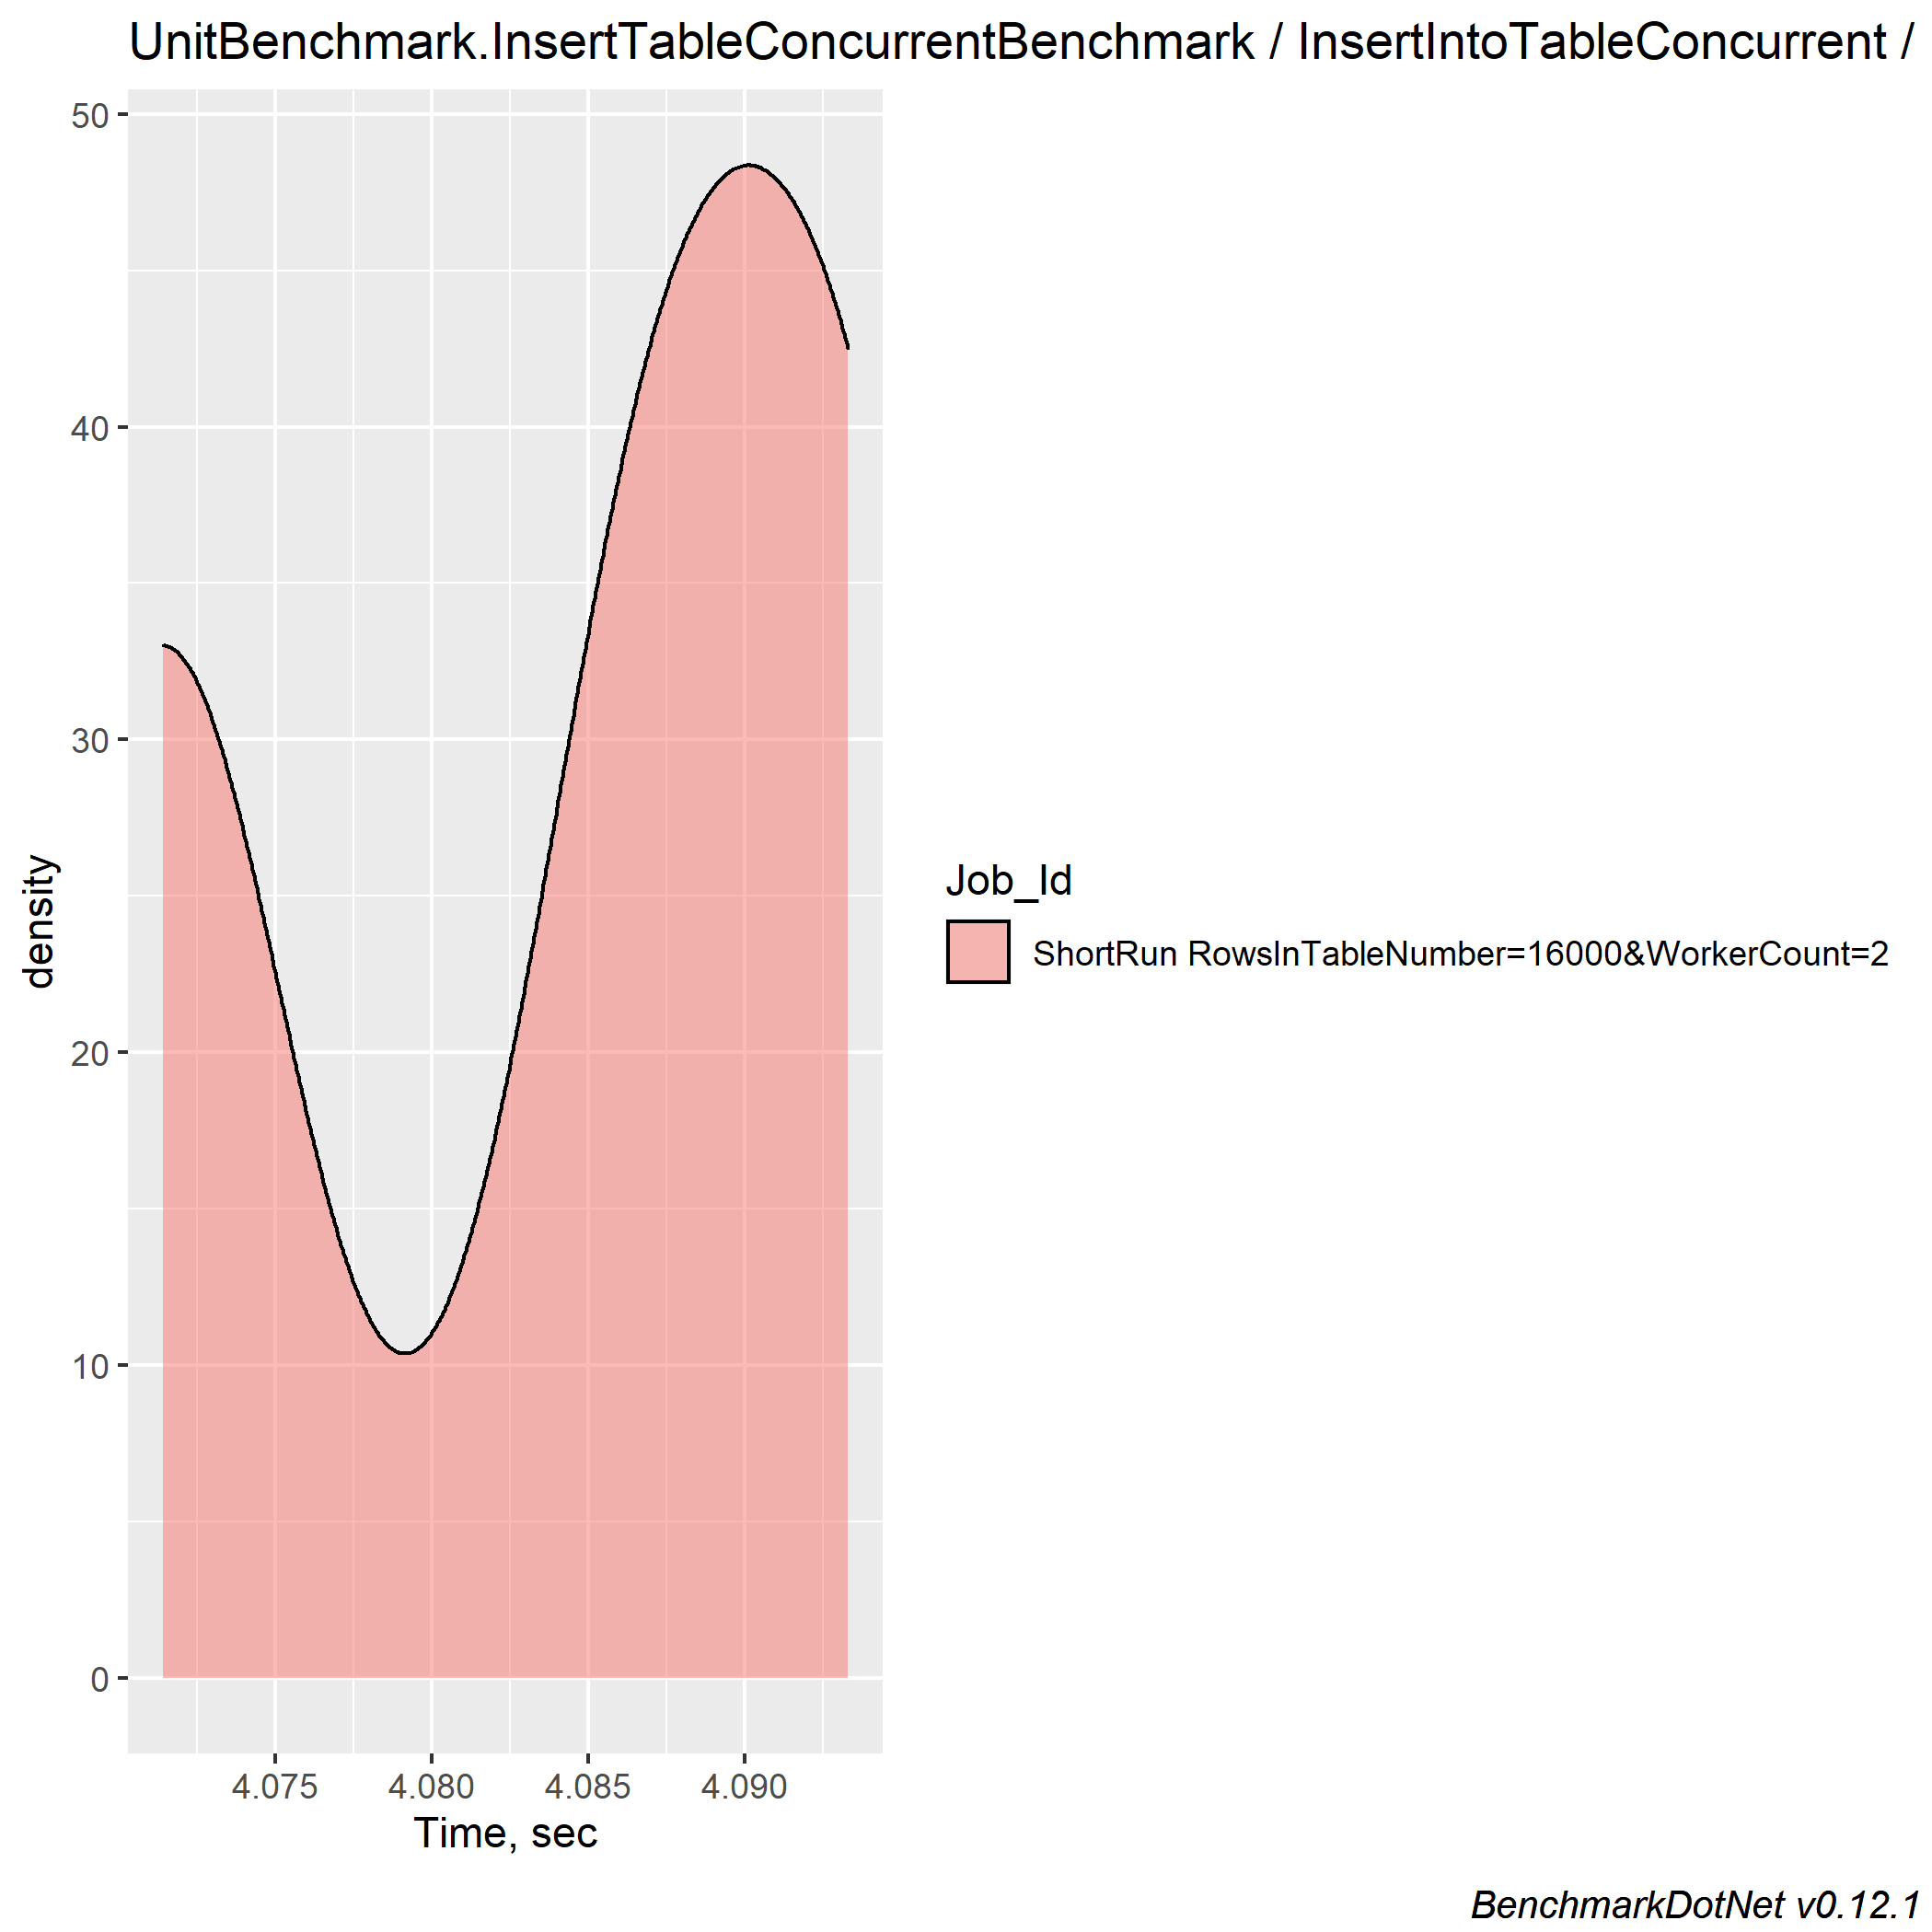 UnitBenchmark.InsertTableConcurrentBenchmark / InsertIntoTableConcurrent /
50
40
30
20
10
0
density
4.075 4.080 4.085 4.090
Time, sec
Job_Id
ShortRun RowsInTableNumber=16000&WorkerCount=2
BenchmarkDotNet v0.12.1